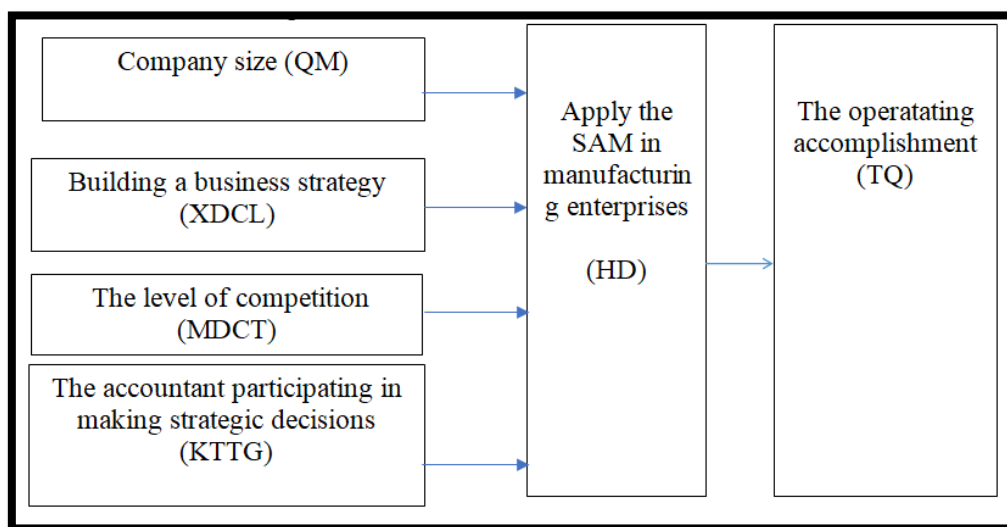 Company size (QM)
Building a business strategy
(XDCL)
The level of competition
(MDCT)
The accountant participating in
making strategic decisions
(KTTG)
Apply the
SAM in
manufacturin
g enterprises
(HD)
The operatating
accomplishment
(TQ)